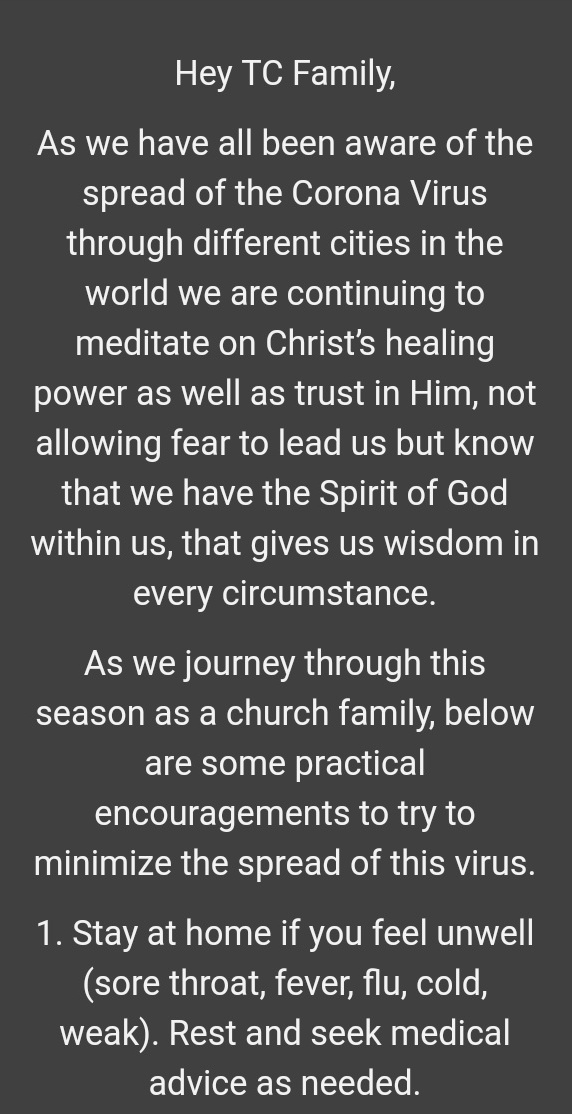 Hey TC Family,
As we have all been aware of the
spread of the Corona Virus
through different cities in the
world we are continuing to
meditate on Christ’s healing
power as well as trust in Him, not
allowing fear to lead us but know
that we have the Spirit of God
within us, that gives us wisdom in
every circumstance.
As we journey through this
season as a church family, below
are some practical
encouragements to try to
minimize the spread of this virus.
1. Stay at home if you feel unwell
(sore throat, fever, flu, cold,
weak). Rest and seek medical
advice as needed.